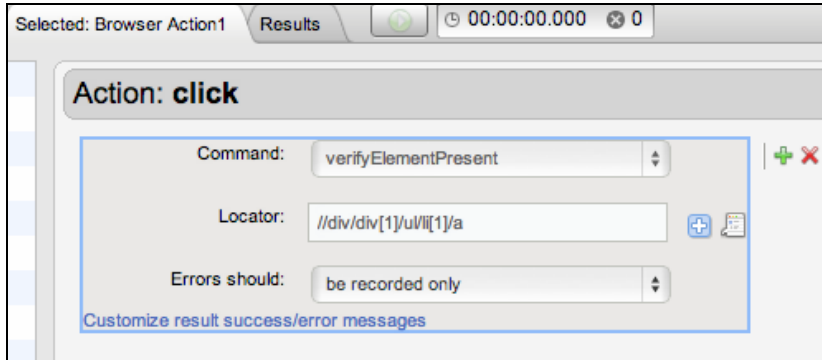 Selected: Browser Action1 Results 00:00:00.000 0
Action: click
Command: verifyElementPresent
Locator: //div/div[1]/ul/li[1]/a
Errors should: be recorded only
Customize result success/error messages